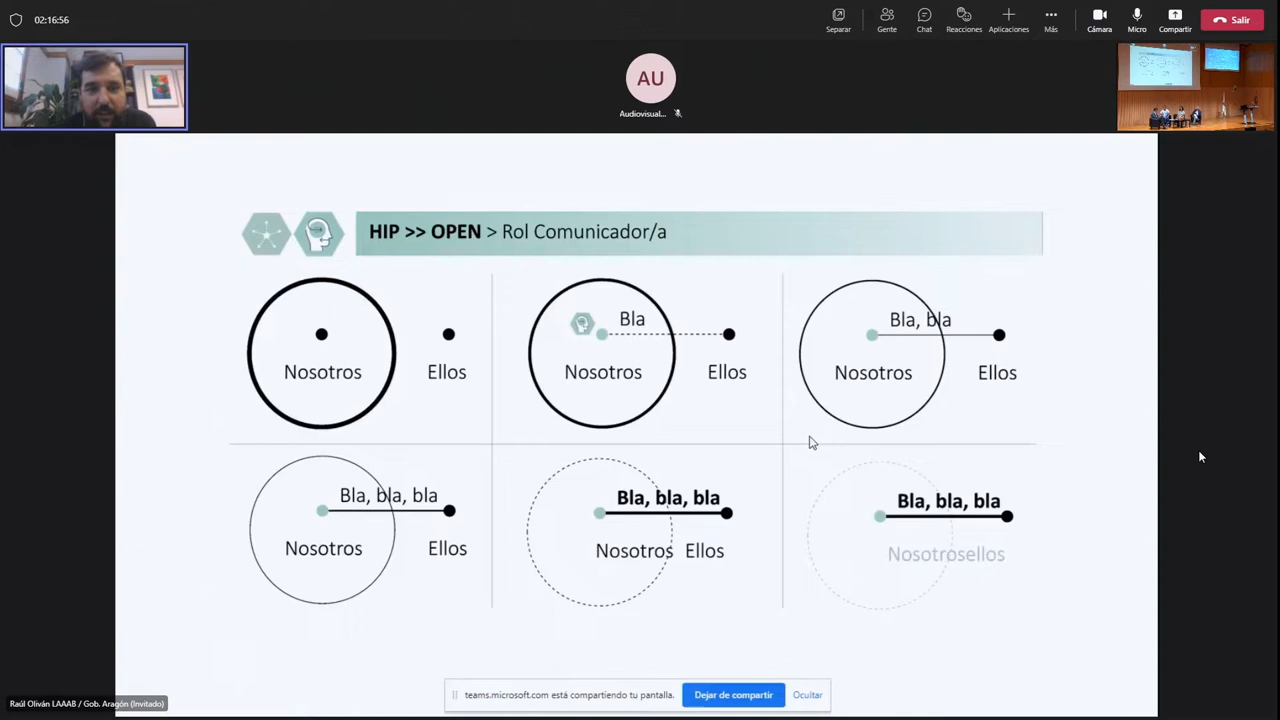 02:16:56
Separar
Gente
Chat
Reacciones
Aplicaciones
Más
Cámara
Micro
Compartir
Salir
AU
Audiovisual...
HIP >> OPEN > Rol Comunicador/a
Nosotros
Ellos
Bla
Nosotros
Ellos
Bla, bla
Nosotros
Ellos
Bla, bla, bla
Nosotros
Ellos
Bla, bla, bla
Nosotros
Ellos
Bla, bla, bla
Nosotrosellos
teams.microsoft.com está compartiendo tu pantalla.
Dejar de compartir
Ocultar
Raúl Oliván LAAAB / Gob. Aragón (Invitado)